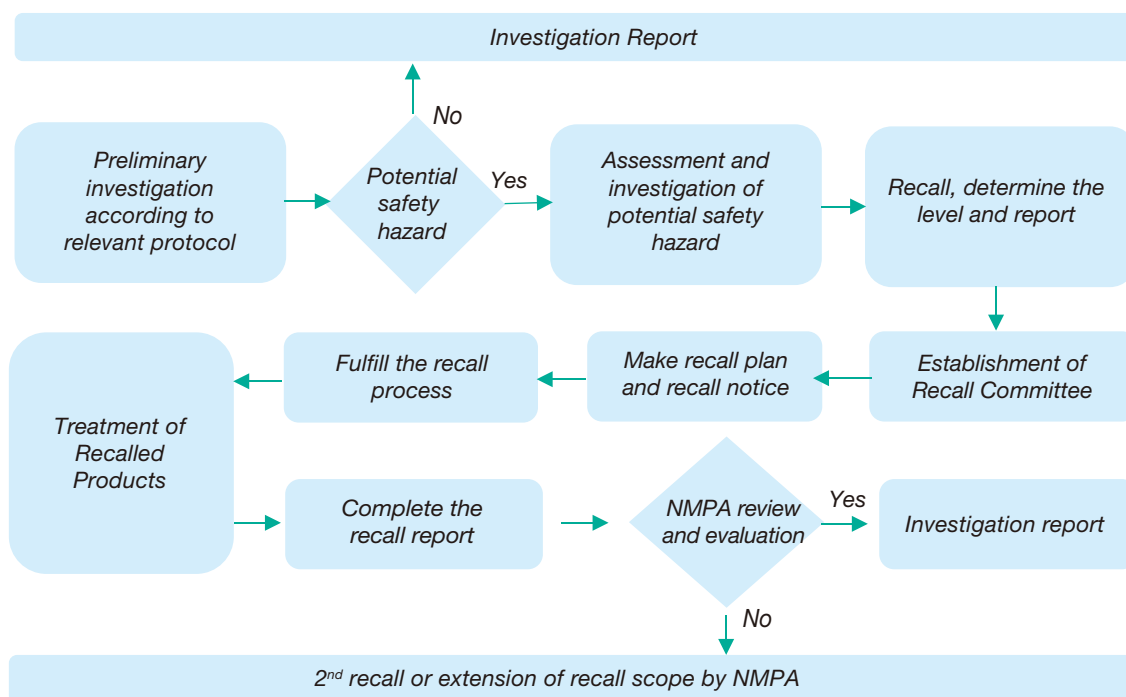 Investigation Report
No
Preliminary
investigation
according to
relevant protocol
Potential
safety
hazard
Yes
Assessment and
investigation of
potential safety
hazard
Recall, determine the
level and report
Establishment of
Recall Committee
Make recall plan
and recall notice
Fulfill the recall
process
Treatment of
Recalled
Products
Complete the
recall report
NMPA review
and evaluation
Yes
Investigation report
No
2nd recall or extension of recall scope by NMPA